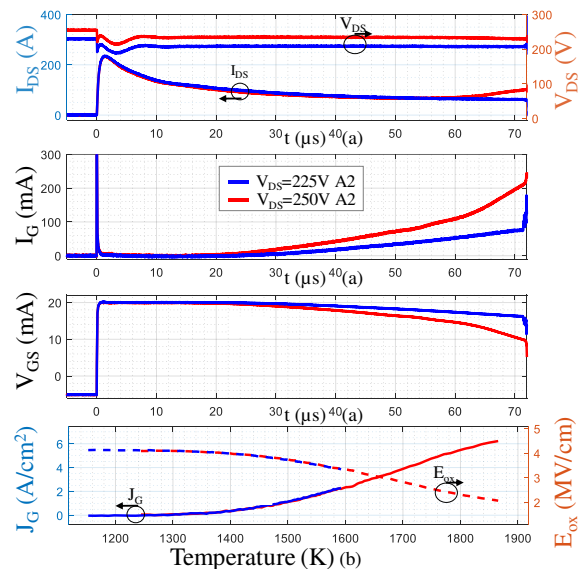 400 300
V_DS
I_DS (A) 200 200 V_DS (V)
I_DS 100
0 0
0 10 20 30 40 50 60 70
t (µs) (a)
300
V_DS=225V A2
V_DS=250V A2
I_G (mA) 200
100
0
0 10 20 30 40 50 60 70
t (µs) (a)
20
V_GS (mA) 10
0
0 10 20 30 40 50 60 70
t (µs) (a)
5
6 4
J_G (A/cm²) 4 3 E_ox (MV/cm)
J_G E_ox
2 2
0 1
1200 1300 1400 1500 1600 1700 1800 1900
Temperature (K) (b)